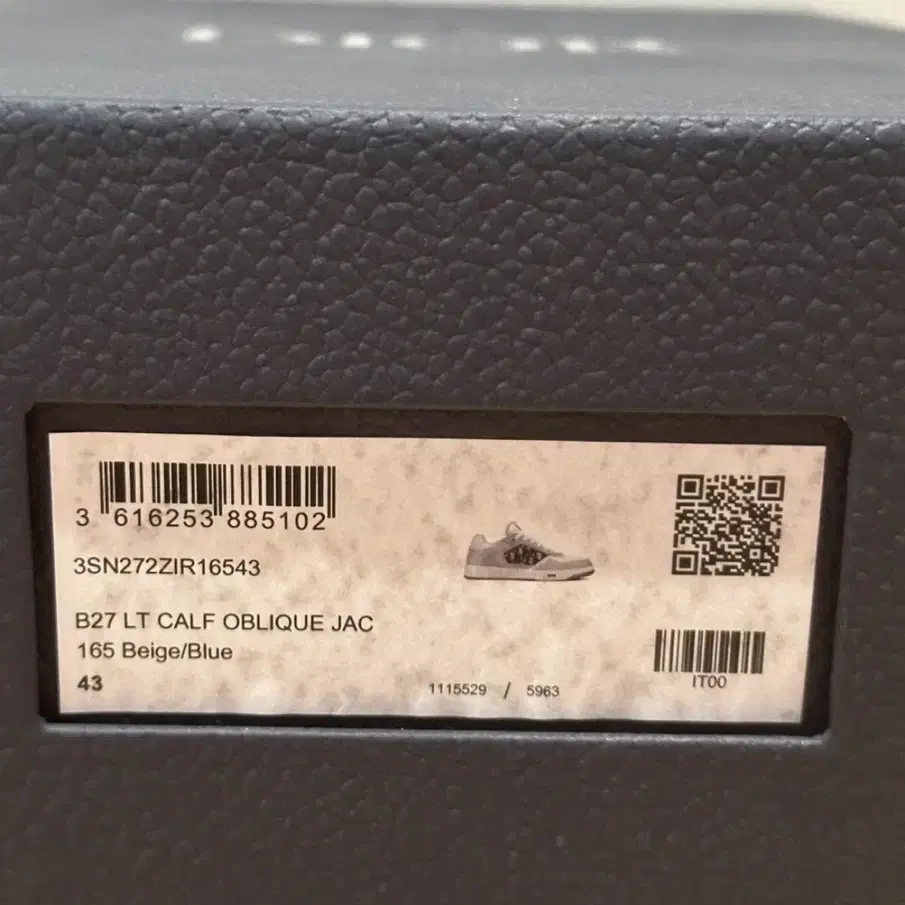 3 616253 885102
3SN272ZIR16543
B27 LT CALF OBLIQUE JAC
165 Beige/Blue
43
1115529 / 5963
IT00